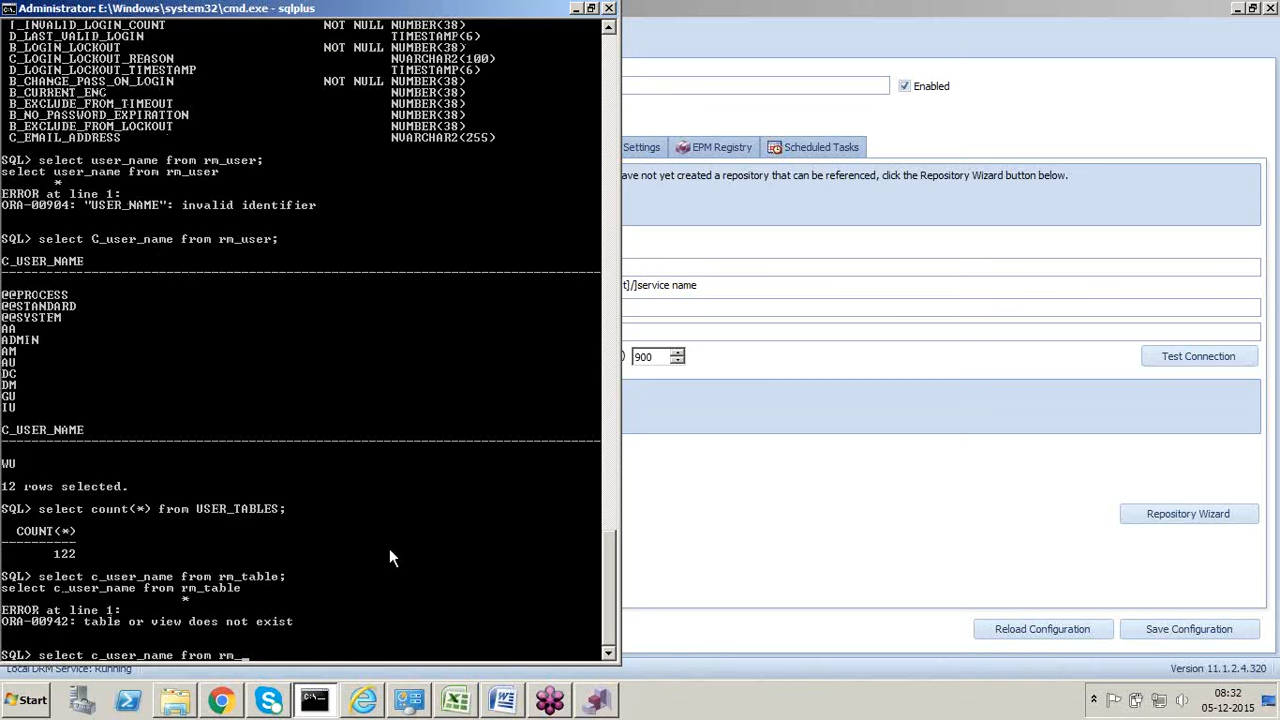 Administrator: E:\Windows\system32\cmd.exe - sqlplus
I_INVALID_LOGIN_COUNT NOT NULL NUMBER(38)
D_LAST_VALID_LOGIN TIMESTAMP(6)
B_LOGIN_LOCKOUT NOT NULL NUMBER(38)
C_LOGIN_LOCKOUT_REASON NVARCHAR2(100)
D_LOGIN_LOCKOUT_TIMESTAMP TIMESTAMP(6)
B_CHANGE_PASS_ON_LOGIN NOT NULL NUMBER(38)
B_CURRENT_ENC NUMBER(38)
B_EXCLUDE_FROM_TIMEOUT NUMBER(38)
B_NO_PASSWORD_EXPIRATION NUMBER(38)
B_EXCLUDE_FROM_LOCKOUT NUMBER(38)
C_EMAIL_ADDRESS NVARCHAR2(255)
SQL> select user_name from rm_user;
select user_name from rm_user
*
ERROR at line 1:
ORA-00904: "USER_NAME": invalid identifier
SQL> select C_user_name from rm_user;
C_USER_NAME
--------------------------------------------------------------------------------
@@PROCESS
@@STANDARD
@@SYSTEM
AA
ADMIN
AM
AU
DC
DM
GU
IU
C_USER_NAME
--------------------------------------------------------------------------------
WU
12 rows selected.
SQL> select count(*) from USER_TABLES;
COUNT(*)
----------
122
SQL> select c_user_name from rm_table;
select c_user_name from rm_table
*
ERROR at line 1:
ORA-00942: table or view does not exist
SQL> select c_user_name from rm_
Enabled
Settings
EPM Registry
Scheduled Tasks
ave not yet created a repository that can be referenced, click the Repository Wizard button below.
t]/]service name
) 900
Test Connection
Repository Wizard
Reload Configuration
Save Configuration
Local DRM Service: Running
Version 11.1.2.4.320
Start
08:32
05-12-2015